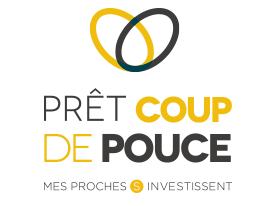 PRÊT COUP
DE POUCE
MES PROCHES S INVESTISSENT